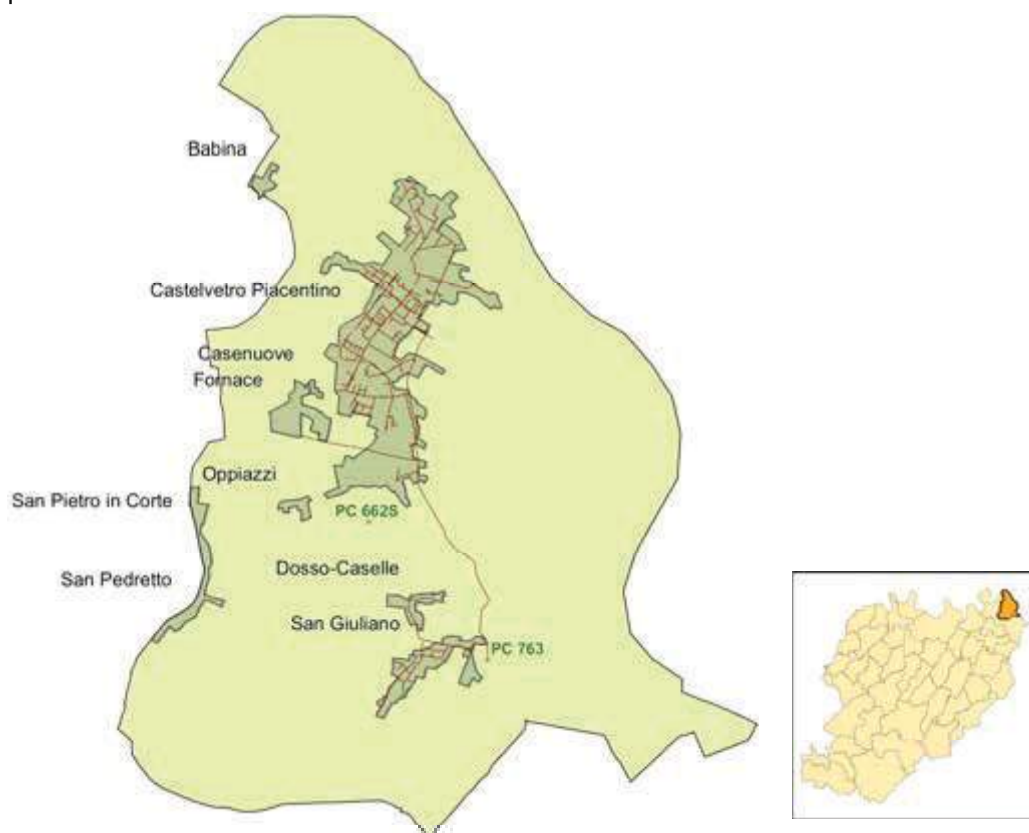 Babina
Castelvetro Piacentino
Casenuove
Fornace
Oppiazzi
San Pietro in Corte
PC 662S
San Pedretto
Dosso-Caselle
San Giuliano
PC 763